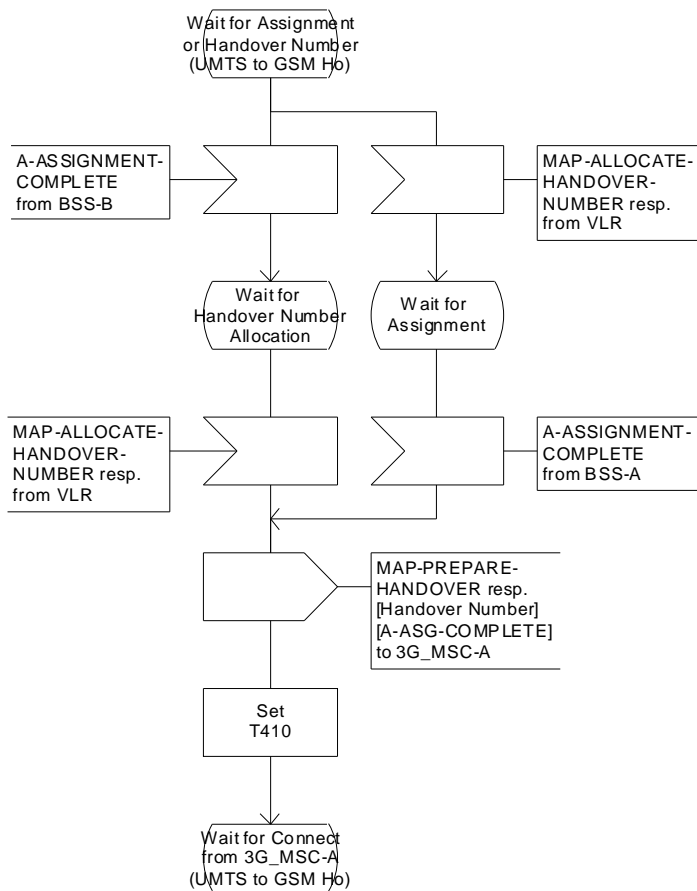 Wait for Assignment
or Handover Number
(UMTS to GSM Ho)
A-ASSIGNMENT-
COMPLETE
from BSS-B
MAP-ALLOCATE-
HANDOVER-
NUMBER resp.
from VLR
Wait for
Handover Number
Allocation
Wait for
Assignment
MAP-ALLOCATE-
HANDOVER-
NUMBER resp.
from VLR
A-ASSIGNMENT-
COMPLETE
from BSS-A
MAP-PREPARE-
HANDOVER resp.
[Handover Number]
[A-ASG-COMPLETE]
to 3G_MSC-A
Set
T410
Wait for Connect
from 3G_MSC-A
(UMTS to GSM Ho)